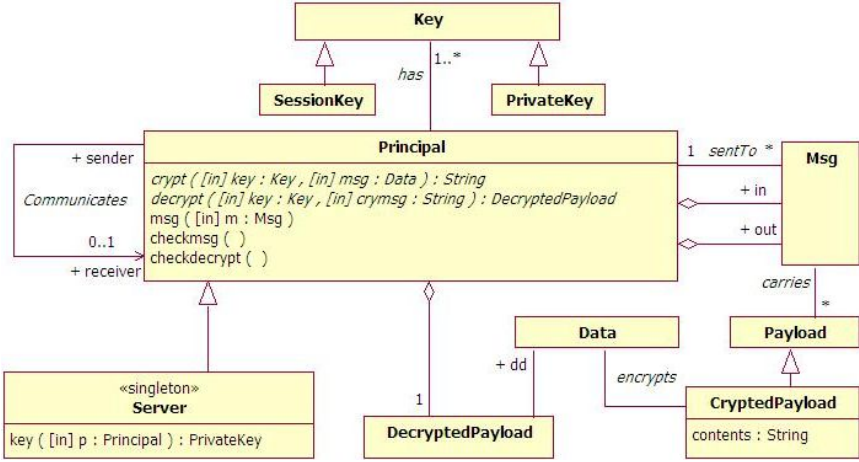 Key
1..*
has
SessionKey
PrivateKey
Principal
crypt ( [in] key : Key , [in] msg : Data ) : String
decrypt ( [in] key : Key , [in] crymsg : String ) : DecryptedPayload
msg ( [in] m : Msg )
checkmsg ( )
checkdecrypt ( )
+ sender
Communicates
0..1
+ receiver
1 sentTo *
+ in
+ out
Msg
carries
*
Data
Payload
+ dd
encrypts
«singleton»
Server
key ( [in] p : Principal ) : PrivateKey
1
DecryptedPayload
CryptedPayload
contents : String